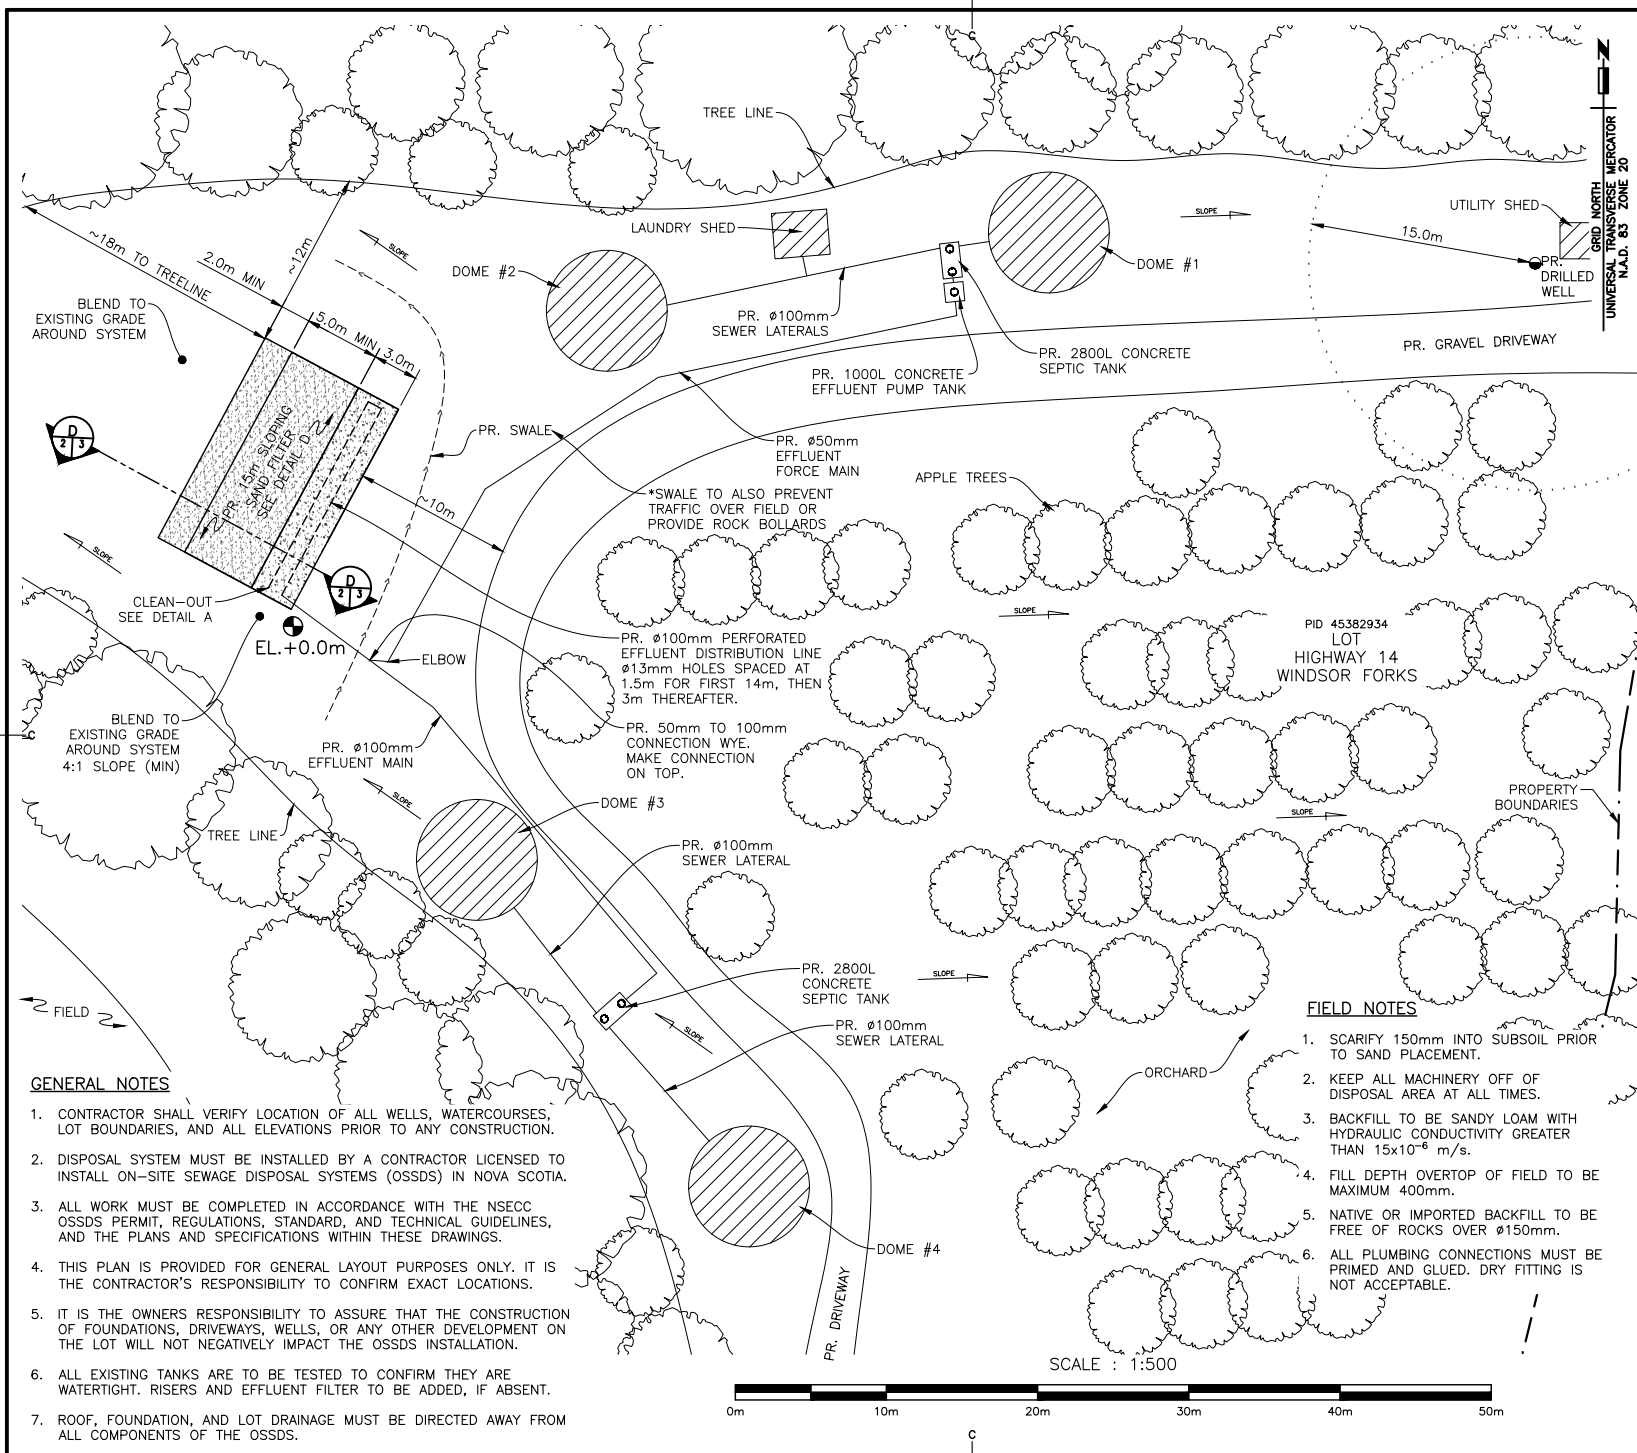 C
TREE LINE
GRID NORTH
UNIVERSAL TRANSVERSE MERCATOR
N.A.D. 83 ZONE 20
N
UTILITY SHED
SLOPE
15.0m
PR.
DRILLED
WELL
LAUNDRY SHED
DOME #2
DOME #1
SLOPE
~18m TO TREELINE
2.0m MIN
~12m
5.0m MIN
3.0m
BLEND TO
EXISTING GRADE
AROUND SYSTEM
PR. ø100mm
SEWER LATERALS
PR. 1000L CONCRETE
EFFLUENT PUMP TANK
PR. 2800L CONCRETE
SEPTIC TANK
PR. GRAVEL DRIVEWAY
D
2 3
PR. 15m SLOPING
SAND FILTER
SEE DETAIL D
PR. SWALE
PR. ø50mm
EFFLUENT
FORCE MAIN
*SWALE TO ALSO PREVENT
TRAFFIC OVER FIELD OR
PROVIDE ROCK BOLLARDS
APPLE TREES
~10m
SLOPE
D
2 3
CLEAN-OUT
SEE DETAIL A
EL.+0.0m
ELBOW
SLOPE
PID 45382934
LOT
HIGHWAY 14
WINDSOR FORKS
PR. ø100mm PERFORATED
EFFLUENT DISTRIBUTION LINE
ø13mm HOLES SPACED AT
1.5m FOR FIRST 14m, THEN
3m THEREAFTER.
C
BLEND TO
EXISTING GRADE
AROUND SYSTEM
4:1 SLOPE (MIN)
PR. ø100mm
EFFLUENT MAIN
PR. 50mm TO 100mm
CONNECTION WYE.
MAKE CONNECTION
ON TOP.
SLOPE
DOME #3
TREE LINE
SLOPE
PROPERTY
BOUNDARIES
PR. ø100mm
SEWER LATERAL
PR. 2800L
CONCRETE
SEPTIC TANK
SLOPE
FIELD
SLOPE
PR. ø100mm
SEWER LATERAL
ORCHARD
DOME #4
PR. DRIVEWAY
FIELD NOTES
1. SCARIFY 150mm INTO SUBSOIL PRIOR
TO SAND PLACEMENT.
2. KEEP ALL MACHINERY OFF OF
DISPOSAL AREA AT ALL TIMES.
3. BACKFILL TO BE SANDY LOAM WITH
HYDRAULIC CONDUCTIVITY GREATER
THAN 15x10⁻⁶ m/s.
4. FILL DEPTH OVERTOP OF FIELD TO BE
MAXIMUM 400mm.
5. NATIVE OR IMPORTED BACKFILL TO BE
FREE OF ROCKS OVER ø150mm.
6. ALL PLUMBING CONNECTIONS MUST BE
PRIMED AND GLUED. DRY FITTING IS
NOT ACCEPTABLE.
GENERAL NOTES
1. CONTRACTOR SHALL VERIFY LOCATION OF ALL WELLS, WATERCOURSES,
LOT BOUNDARIES, AND ALL ELEVATIONS PRIOR TO ANY CONSTRUCTION.
2. DISPOSAL SYSTEM MUST BE INSTALLED BY A CONTRACTOR LICENSED TO
INSTALL ON-SITE SEWAGE DISPOSAL SYSTEMS (OSSDS) IN NOVA SCOTIA.
3. ALL WORK MUST BE COMPLETED IN ACCORDANCE WITH THE NSECC
OSSDS PERMIT, REGULATIONS, STANDARD, AND TECHNICAL GUIDELINES,
AND THE PLANS AND SPECIFICATIONS WITHIN THESE DRAWINGS.
4. THIS PLAN IS PROVIDED FOR GENERAL LAYOUT PURPOSES ONLY. IT IS
THE CONTRACTOR'S RESPONSIBILITY TO CONFIRM EXACT LOCATIONS.
5. IT IS THE OWNERS RESPONSIBILITY TO ASSURE THAT THE CONSTRUCTION
OF FOUNDATIONS, DRIVEWAYS, WELLS, OR ANY OTHER DEVELOPMENT ON
THE LOT WILL NOT NEGATIVELY IMPACT THE OSSDS INSTALLATION.
6. ALL EXISTING TANKS ARE TO BE TESTED TO CONFIRM THEY ARE
WATERTIGHT. RISERS AND EFFLUENT FILTER TO BE ADDED, IF ABSENT.
7. ROOF, FOUNDATION, AND LOT DRAINAGE MUST BE DIRECTED AWAY FROM
ALL COMPONENTS OF THE OSSDS.
SCALE : 1:500
0m 10m 20m 30m 40m 50m
C